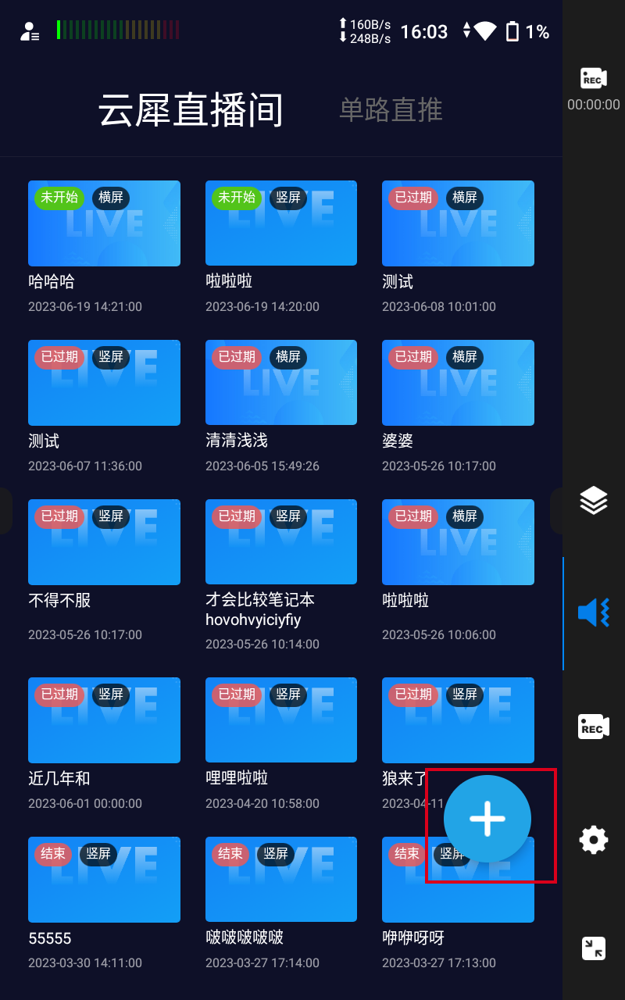 160B/s
248B/s
16:03
1%
REC
00:00:00
云犀直播间
单路直推
未开始 横屏
LIVE
哈哈哈
2023-06-19 14:21:00
未开始 竖屏
LIVE
啦啦啦
2023-06-19 14:20:00
已过期 横屏
LIVE
测试
2023-06-08 10:01:00
已过期 竖屏
LIVE
测试
2023-06-07 11:36:00
已过期 横屏
LIVE
清清浅浅
2023-06-05 15:49:26
已过期 横屏
LIVE
婆婆
2023-05-26 10:17:00
已过期 竖屏
LIVE
不得不服
2023-05-26 10:17:00
已过期 竖屏
LIVE
才会比较笔记本
hovohvyiciyfiy
2023-05-26 10:14:00
已过期 横屏
LIVE
啦啦啦
2023-05-26 10:06:00
已过期 竖屏
LIVE
近几年和
2023-06-01 00:00:00
已过期 竖屏
LIVE
哩哩啦啦
2023-04-20 10:58:00
已过期 竖屏
LIVE
狼来了
2023-04-11
REC
结束 竖屏
LIVE
55555
2023-03-30 14:11:00
结束 竖屏
LIVE
啵啵啵啵啵
2023-03-27 17:14:00
结束 竖屏
LIVE
咿咿呀呀
2023-03-27 17:13:00